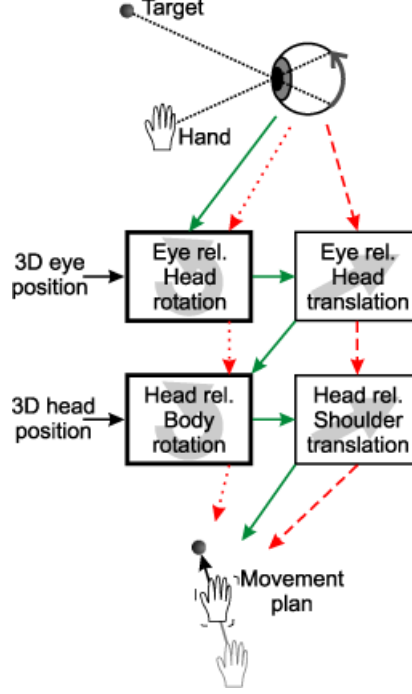 Target
Hand
3D eye
position
Eye rel.
Head
rotation
Eye rel.
Head
translation
3D head
position
Head rel.
Body
rotation
Head rel.
Shoulder
translation
Movement
plan